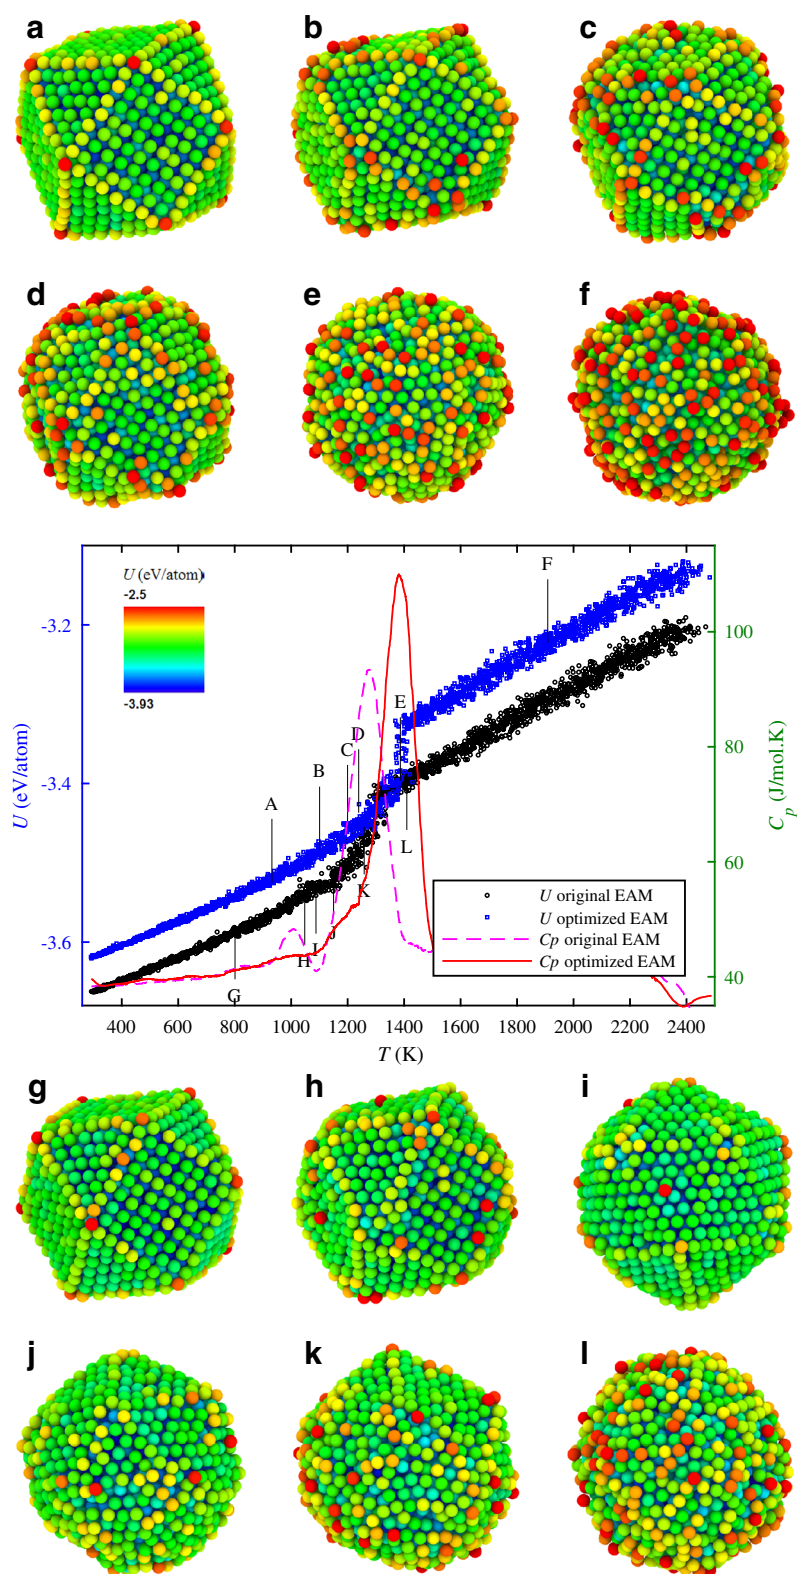 a b c
d e f
U (eV/atom)
-2.5
-3.93
-3.2
-3.4
-3.6
U (eV/atom)
A B C D E F
G H I J K L
100
80
60
40
C_p (J/mol.K)
U original EAM
U optimized EAM
Cp original EAM
Cp optimized EAM
400 600 800 1000 1200 1400 1600 1800 2000 2200 2400
T (K)
g h i
j k l